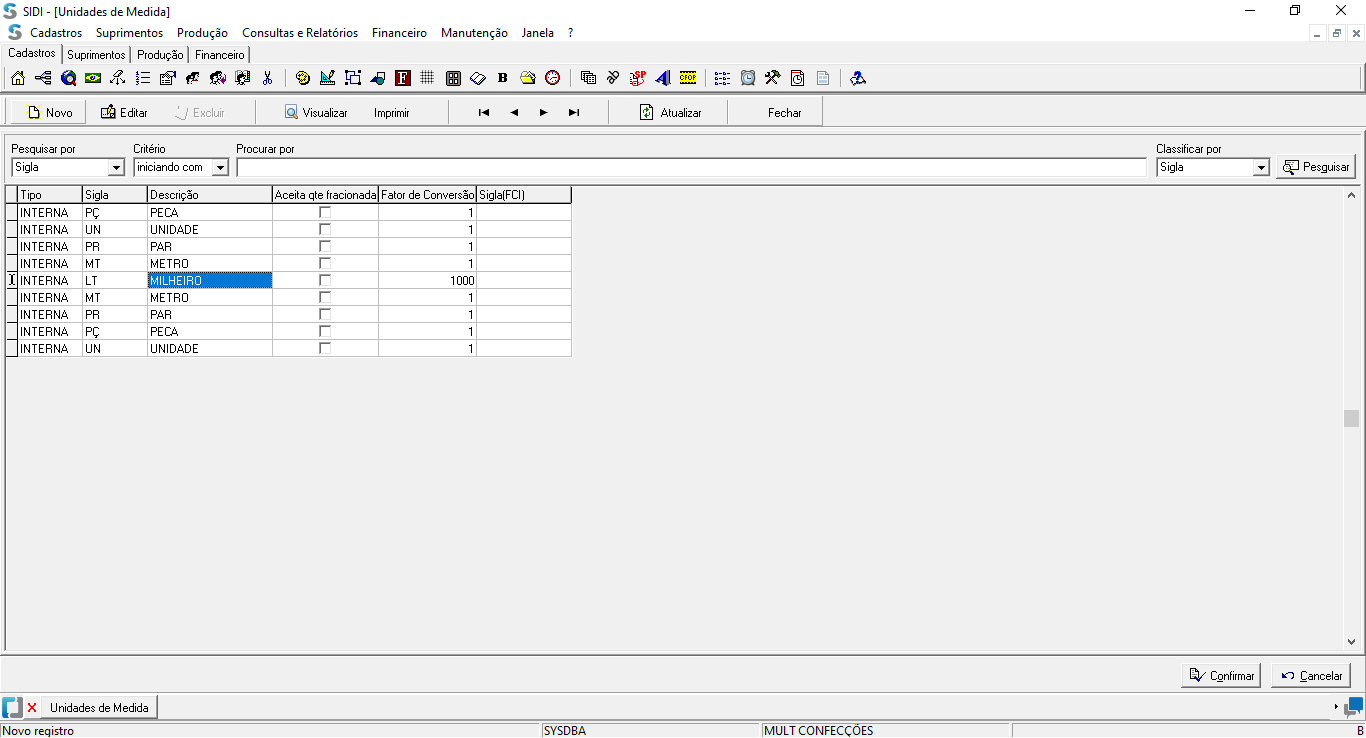 SIDI - [Unidades de Medida]
Cadastros Suprimentos Produção Consultas e Relatórios Financeiro Manutenção Janela ?
Cadastros Suprimentos Produção Financeiro
F B SP CFOP
Novo Editar Excluir Visualizar Imprimir Atualizar Fechar
Pesquisar por Critério Procurar por Classificar por
Sigla iniciando com Sigla Pesquisar
Tipo Sigla Descrição Aceita qte fracionada Fator de Conversão Sigla(FCI)
INTERNA PÇ PECA 1
INTERNA UN UNIDADE 1
INTERNA PR PAR 1
INTERNA MT METRO 1
INTERNA LT MILHEIRO 1000
INTERNA MT METRO 1
INTERNA PR PAR 1
INTERNA PÇ PECA 1
INTERNA UN UNIDADE 1
Confirmar Cancelar
Unidades de Medida
Novo registro SYSDBA MULT CONFECÇÕES B